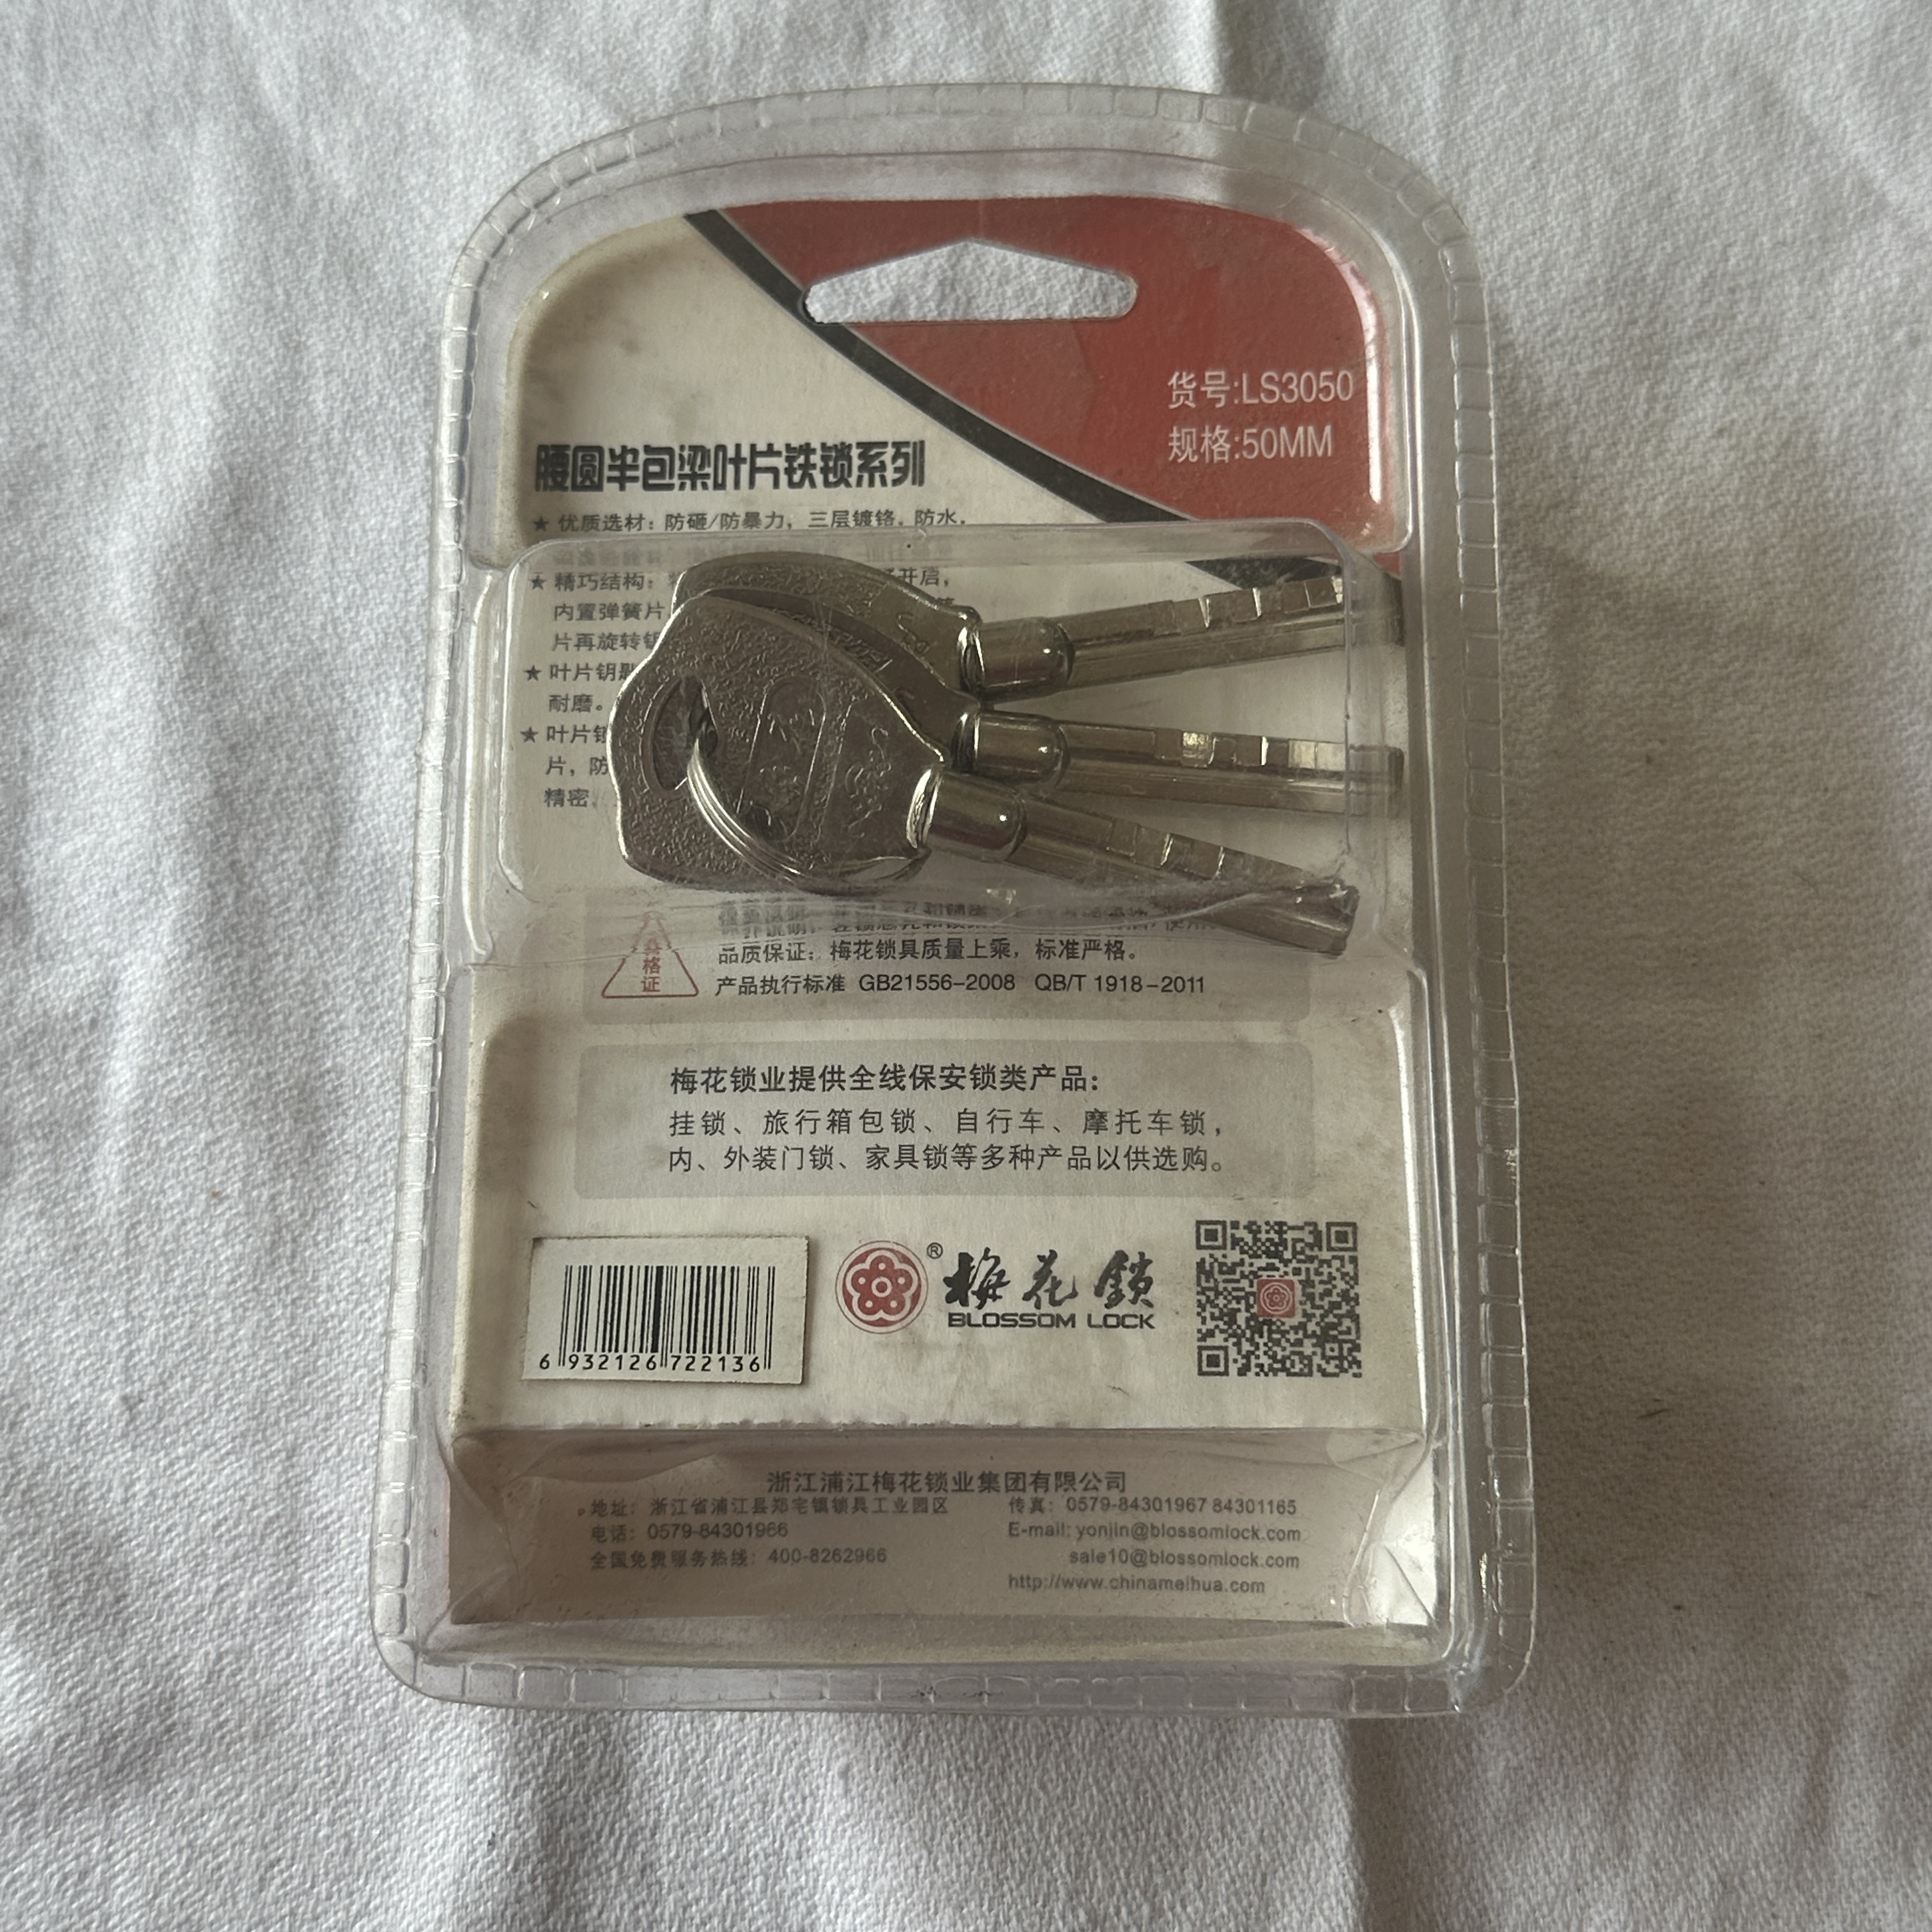 货号:LS3050
规格:50MM
腰圆半包梁叶片铁锁系列
★ 优质选材：防砸/防暴力，三层镀铬，防水，
★ 精巧结构：
开启，
内置弹簧片
片再旋转钥
★ 叶片钥匙
耐磨。
★ 叶片锁
片，防
精密
合格证
品质保证：梅花锁具质量上乘，标准严格。
产品执行标准 GB21556-2008 QB/T 1918-2011
梅花锁业提供全线保安锁类产品：
挂锁、旅行箱包锁、自行车、摩托车锁，
内、外装门锁、家具锁等多种产品以供选购。
6 932126 722136
® 梅花鎖
BLOSSOM LOCK
浙江浦江梅花锁业集团有限公司
地址：浙江省浦江县郑宅镇锁具工业园区
电话：0579-84301966
全国免费服务热线：400-8262966
传真：0579-84301967 84301165
E-mail: yonjin@blossomlock.com
sale10@blossomlock.com
http://www.chinameihua.com